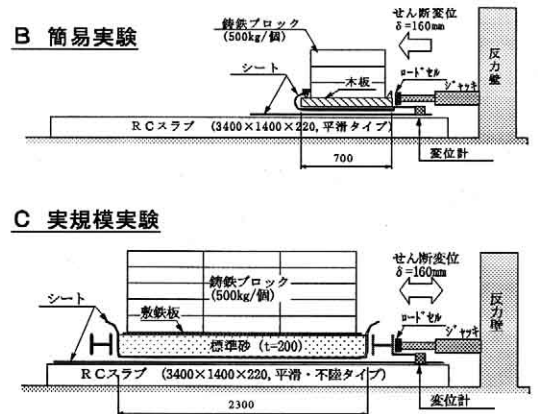 B 簡易実験
鋳鉄ブロック
(500kg/個)
せん断変位
δ=160mm
反力壁
シート
木板
ロードセル
ジャッキ
RCスラブ (3400×1400×220, 平滑タイプ)
700
変位計
C 実規模実験
せん断変位
δ=160mm
反力壁
シート
鋳鉄ブロック
(500kg/個)
敷鉄板
ロードセル
ジャッキ
標準砂 (t=200)
RCスラブ (3400×1400×220, 平滑・不陸タイプ)
2300
変位計